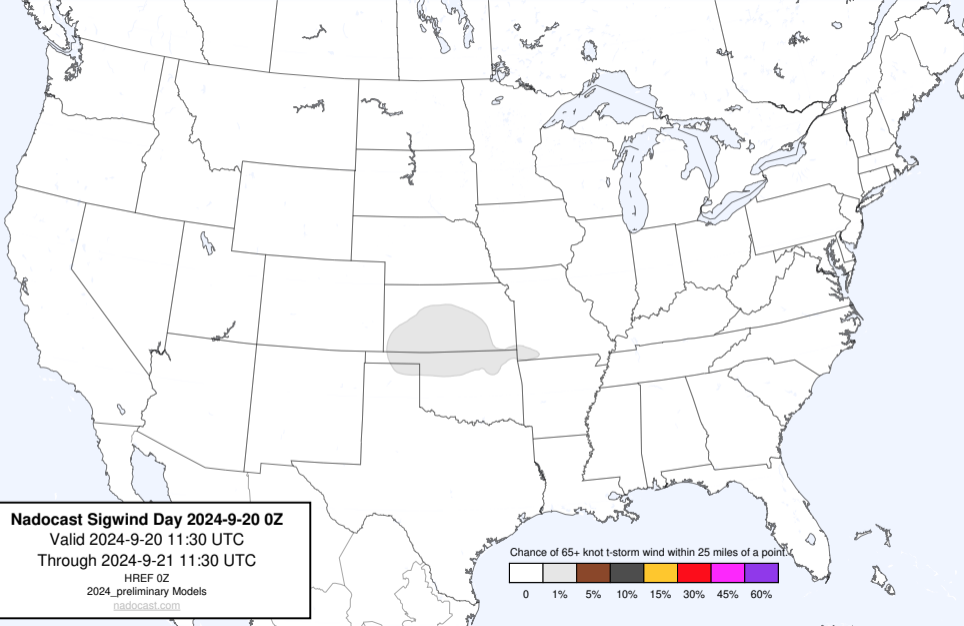 Nadocast Sigwind Day 2024-9-20 0Z
Valid 2024-9-20 11:30 UTC
Through 2024-9-21 11:30 UTC
HREF 0Z
2024_preliminary Models
nadocast.com
Chance of 65+ knot t-storm wind within 25 miles of a point.
0 1% 5% 10% 15% 30% 45% 60%